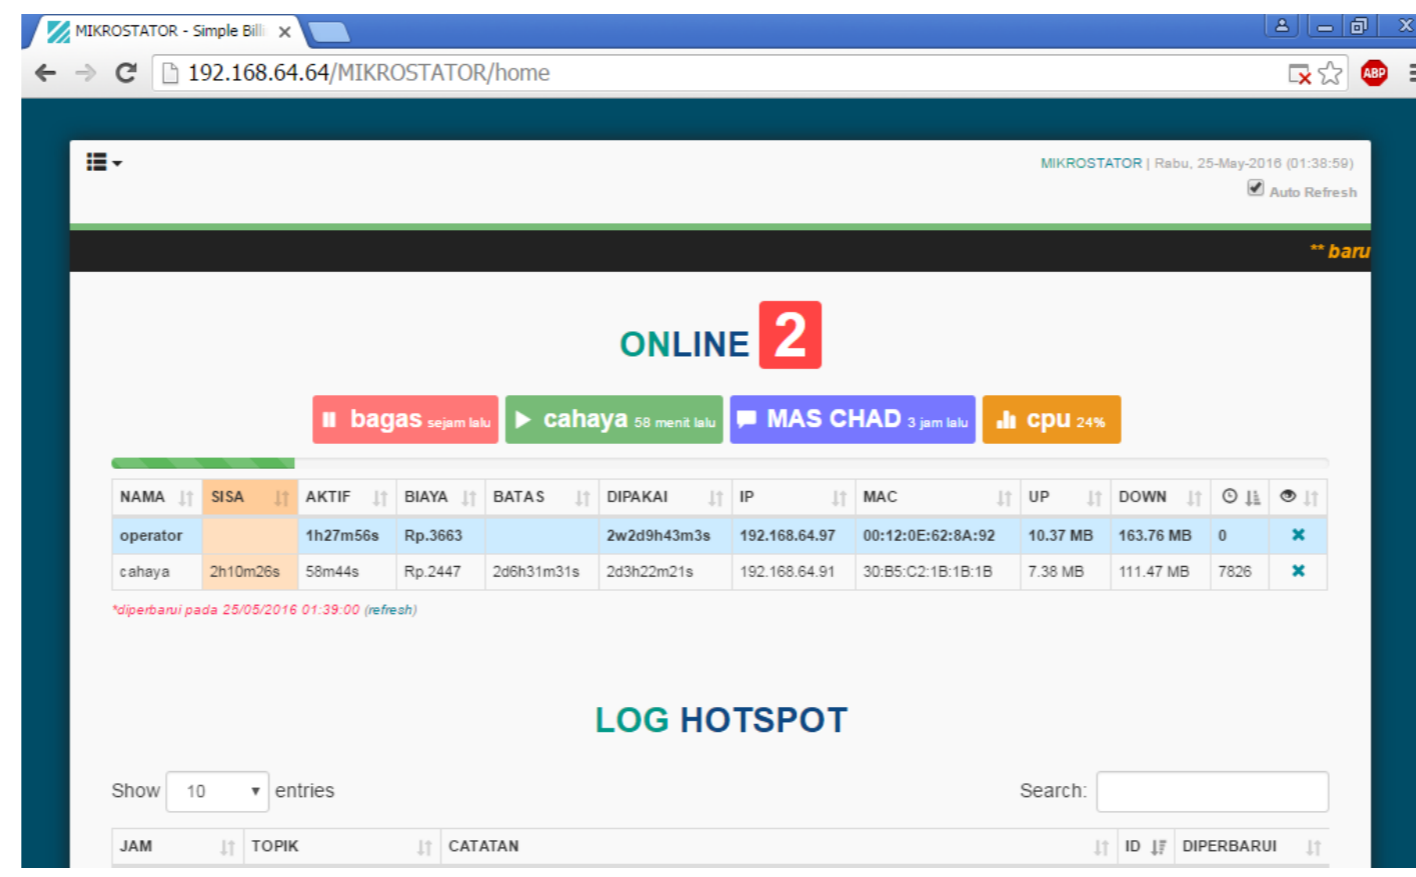 MIKROSTATOR - Simple Bill
192.168.64.64/MIKROSTATOR/home
ABP
MIKROSTATOR | Rabu, 25-May-2016 (01:38:59)
Auto Refresh
** baru
ONLINE 2
bagas sejam lalu cahaya 58 menit lalu MAS CHAD 3 jam lalu cpu 24%
NAMA SISA AKTIF BIAYA BATAS DIPAKAI IP MAC UP DOWN
operator 1h27m56s Rp.3663 2w2d9h43m3s 192.168.64.97 00:12:0E:62:8A:92 10.37 MB 163.76 MB 0
cahaya 2h10m26s 58m44s Rp.2447 2d6h31m31s 2d3h22m21s 192.168.64.91 30:B5:C2:1B:1B:1B 7.38 MB 111.47 MB 7826
*diperbarui pada 25/05/2016 01:39:00 (refresh)
LOG HOTSPOT
Show 10 entries Search:
JAM TOPIK CATATAN ID DIPERBARUI